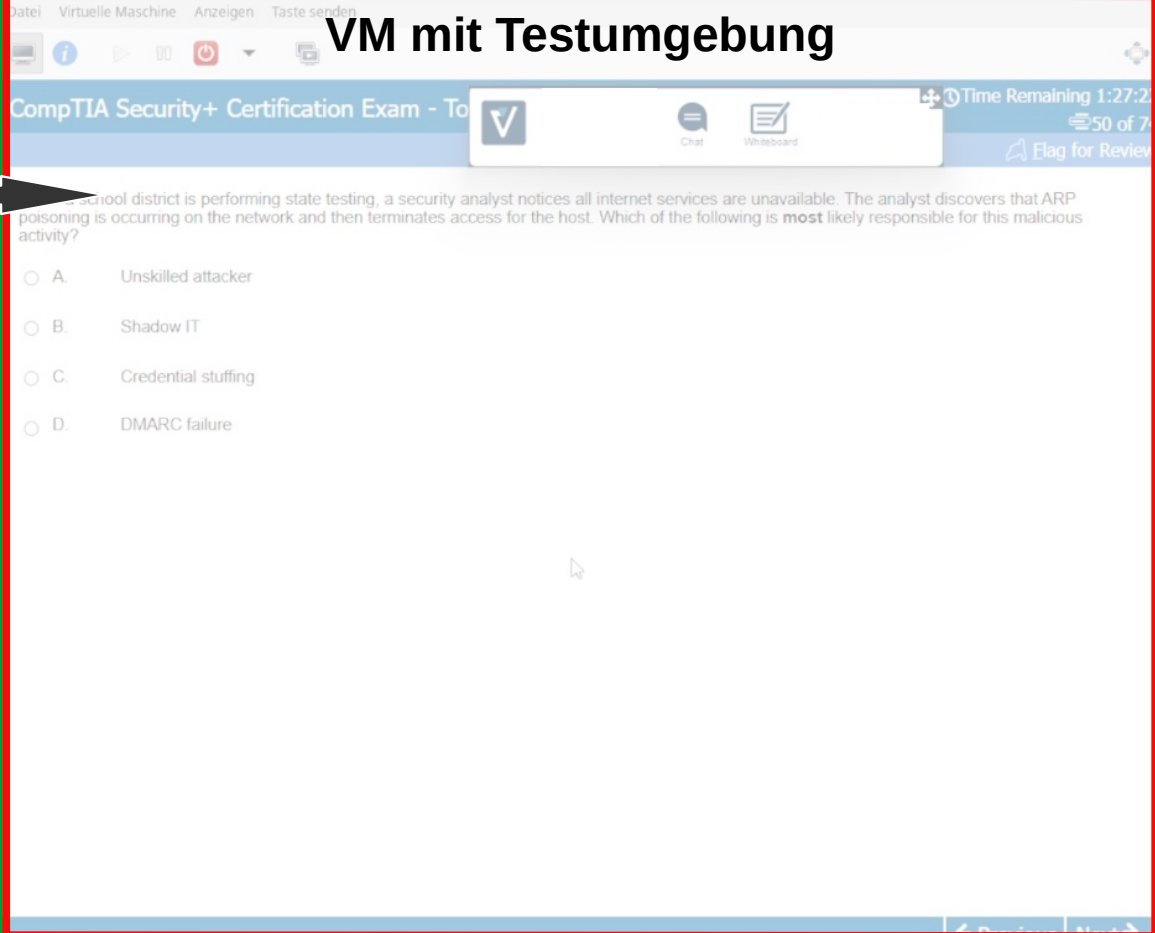 Datei Virtuelle Maschine Anzeigen Taste senden
VM mit Testumgebung
CompTIA Security+ Certification Exam - To
Chat
Whiteboard
Time Remaining 1:27:2
50 of 7
Flag for Review
school district is performing state testing, a security analyst notices all internet services are unavailable. The analyst discovers that ARP
poisoning is occurring on the network and then terminates access for the host. Which of the following is most likely responsible for this malicious
activity?
A. Unskilled attacker
B. Shadow IT
C. Credential stuffing
D. DMARC failure
Previous Next